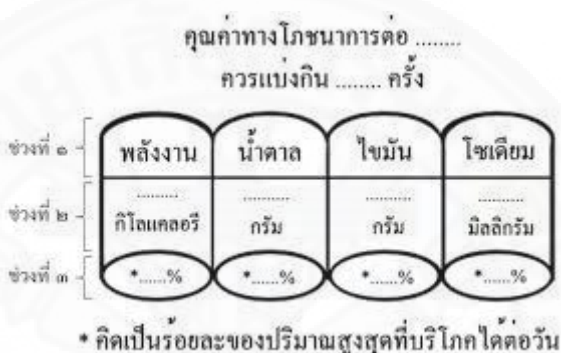 คุณค่าทางโภชนาการต่อ ........
ควรแบ่งกิน ........ ครั้ง
ช่วงที่ ๑ พลังงาน น้ำตาล ไขมัน โซเดียม
ช่วงที่ ๒ ......... ......... ......... .........
กิโลแคลอรี กรัม กรัม มิลลิกรัม
ช่วงที่ ๓ *......% *......% *......% *......%
* คิดเป็นร้อยละของปริมาณสูงสุดที่บริโภคได้ต่อวัน